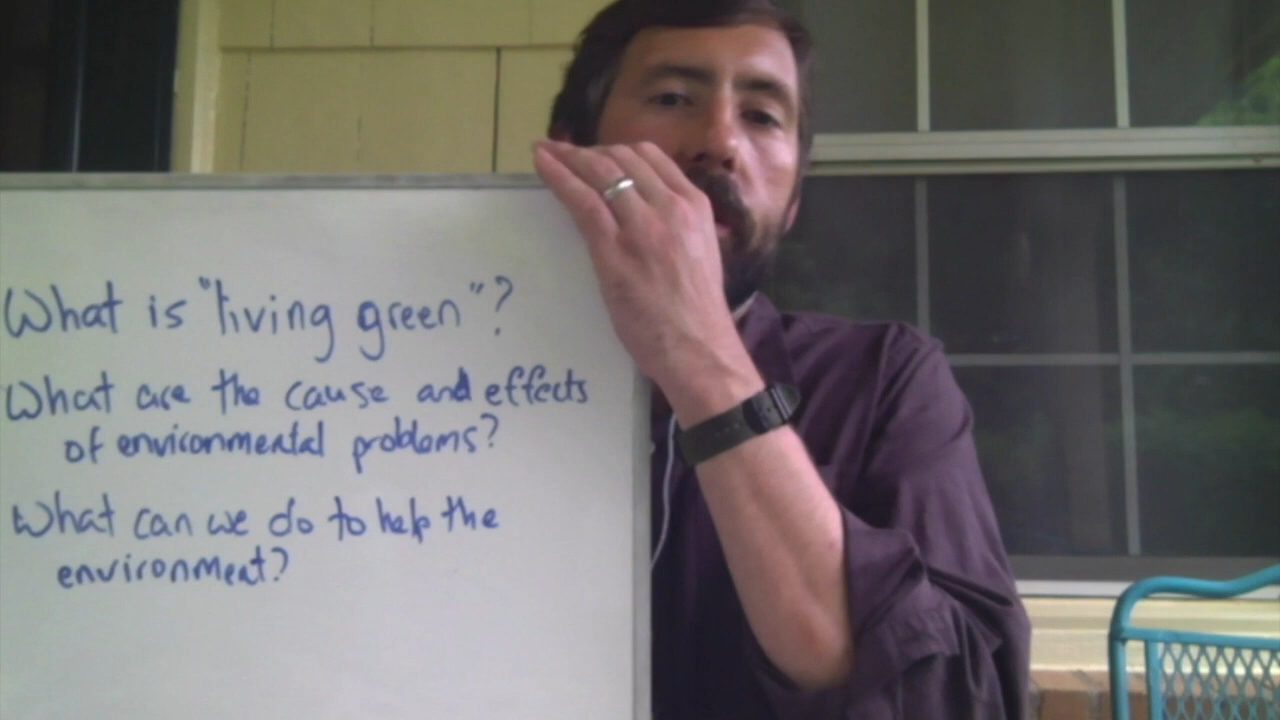 What is "living green"?
What are the cause and effects
of environmental problems?
What can we do to help the
environment?